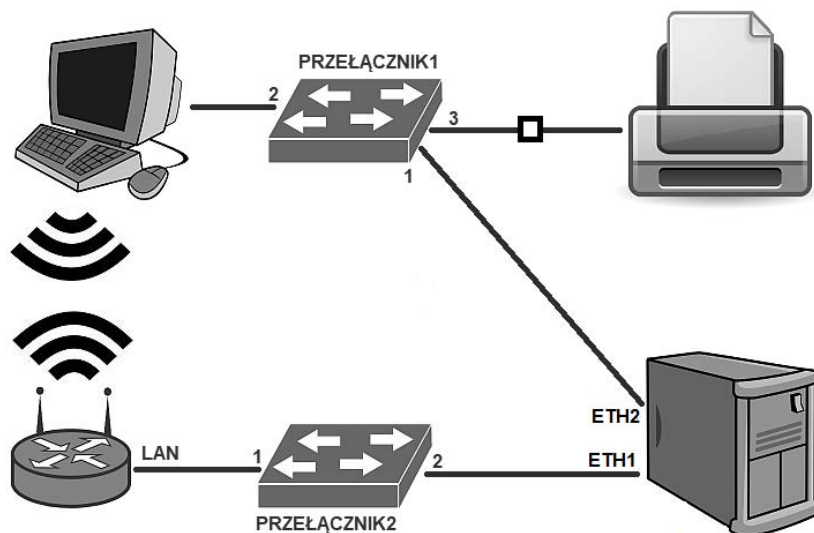 PRZEŁĄCZNIK1
2
3
1
ETH2
LAN
1
2
ETH1
PRZEŁĄCZNIK2